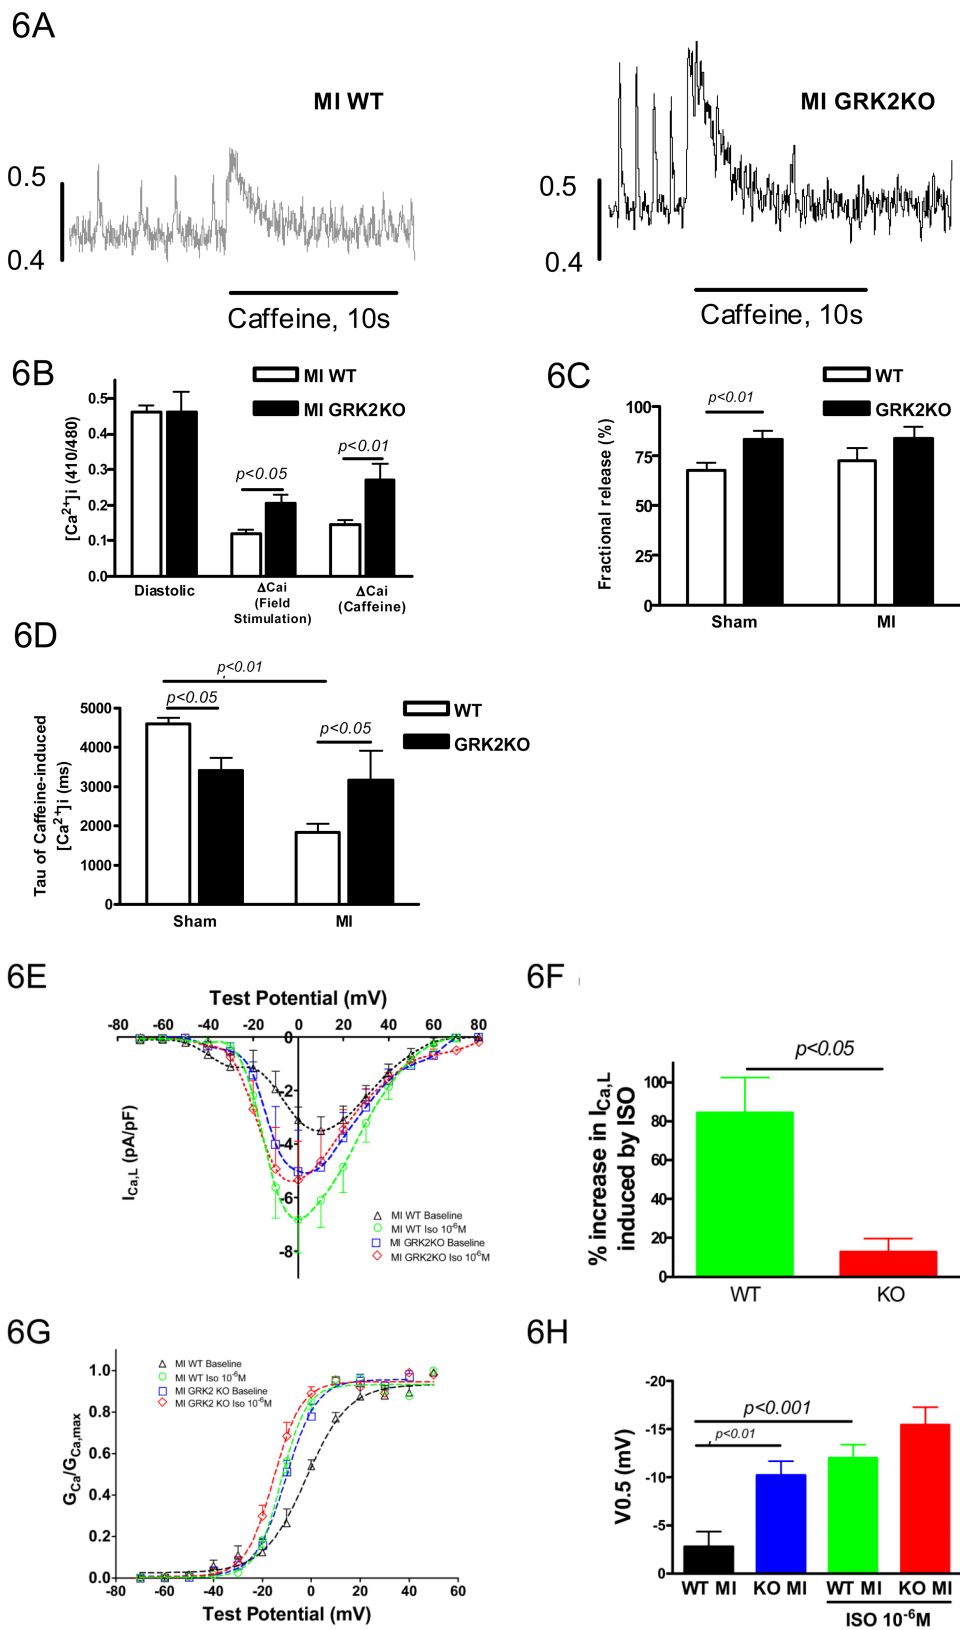 6A
MI WT
MI GRK2KO
0.5
0.4
0.5
0.4
Caffeine, 10s
Caffeine, 10s
6B
MI WT
MI GRK2KO
[Ca2+]i (410/480)
0.5
0.4
0.3
0.2
0.1
0.0
p<0.05
p<0.01
Diastolic
ΔCai
(Field
Stimulation)
ΔCai
(Caffeine)
6C
WT
GRK2KO
Fractional release (%)
100
75
50
25
0
p<0.01
Sham
MI
6D
p<0.01
p<0.05
p<0.05
WT
GRK2KO
Tau of Caffeine-induced
[Ca2+]i (ms)
5000
4000
3000
2000
1000
0
Sham
MI
6E
Test Potential (mV)
-80
-60
-40
-20
0
20
40
60
80
0
-2
-4
-6
-8
ICa,L (pA/pF)
MI WT Baseline
MI WT Iso 10-6M
MI GRK2KO Baseline
MI GRK2KO Iso 10-6M
6F
p<0.05
% increase in ICa,L
induced by ISO
100
80
60
40
20
0
WT
KO
6G
MI WT Baseline
MI WT Iso 10-6M
MI GRK2 KO Baseline
MI GRK2 KO Iso 10-6M
GCa/GCa,max
1.0
0.8
0.6
0.4
0.2
0.0
-80
-60
-40
-20
0
20
40
60
Test Potential (mV)
6H
V0.5 (mV)
-20
-15
-10
-5
0
p<0.001
p<0.01
WT MI
KO MI
WT MI
KO MI
ISO 10-6M